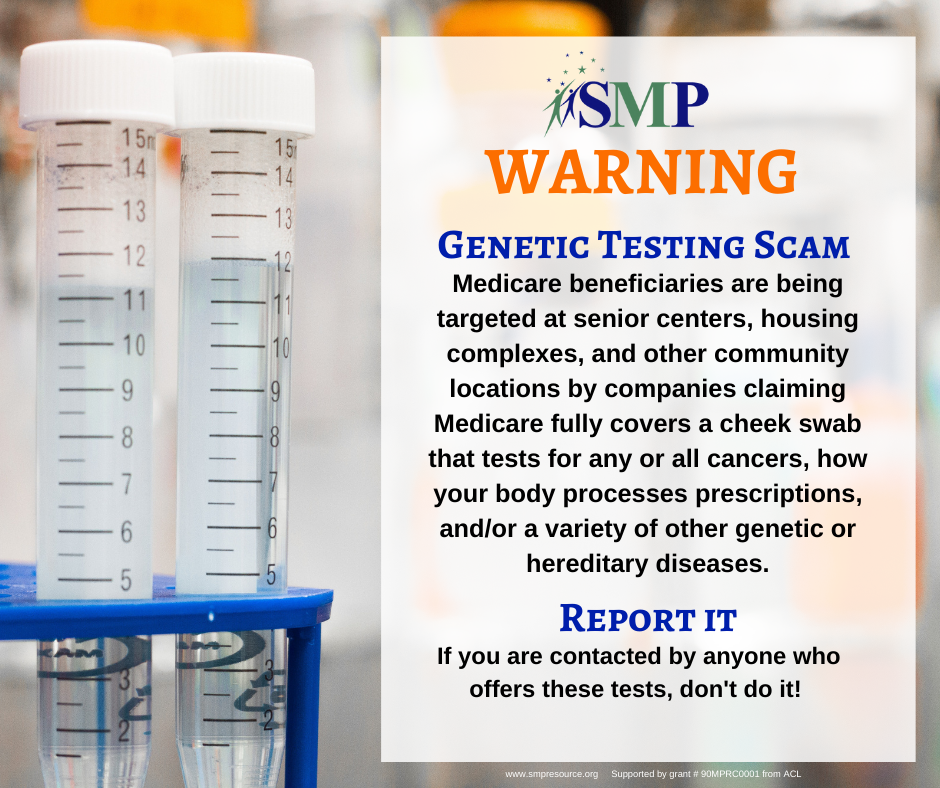 SMP
WARNING
GENETIC TESTING SCAM
Medicare beneficiaries are being
targeted at senior centers, housing
complexes, and other community
locations by companies claiming
Medicare fully covers a cheek swab
that tests for any or all cancers, how
your body processes prescriptions,
and/or a variety of other genetic or
hereditary diseases.
REPORT IT
If you are contacted by anyone who
offers these tests, don't do it!
www.smpresource.org Supported by grant # 90MPRC0001 from ACL
15m
14
13
12
11
10
9
8
7
6
5
3
2
15
14
13
12
11
10
9
8
7
6
5
3
2